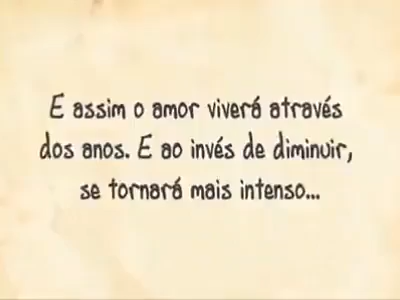 E assim o amor viverá através
dos anos. E ao invés de diminuir,
se tornará mais intenso...